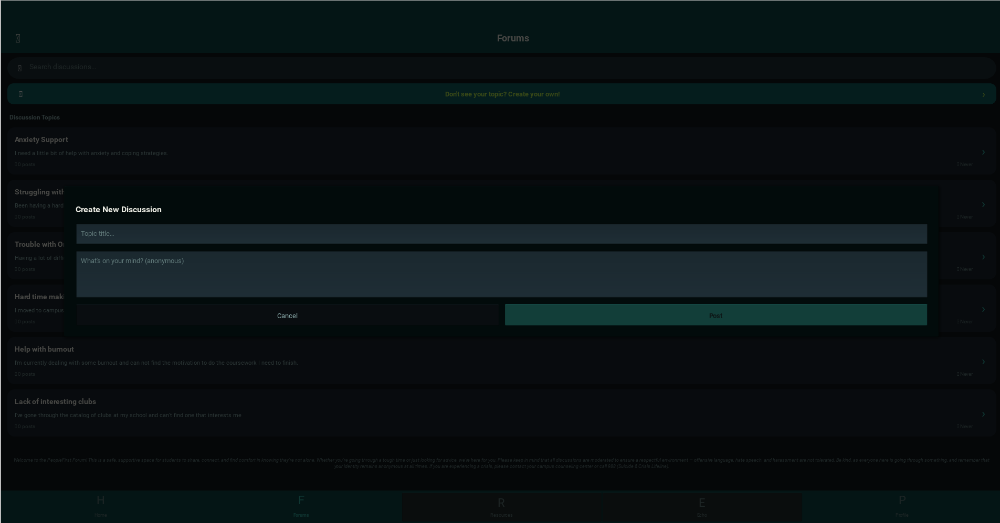 Forums
Search discussions...
Don't see your topic? Create your own!
Discussion Topics
Anxiety Support
I need a little bit of help with anxiety and coping strategies.
0 posts
Never
Struggling with
Been having a hard
0 posts
Never
Create New Discussion
Topic title...
What's on your mind? (anonymous)
Cancel
Post
Trouble with
Having a lot of
0 posts
Never
Hard time
I moved to campus
0 posts
Never
Help with burnout
I'm currently dealing with some burnout and can not find the motivation to do the coursework I need to finish.
0 posts
Never
Lack of interesting clubs
I've gone through the catalog of clubs at my school and can't find one that interests me
0 posts
Never
Welcome to the PeopleFirst Forum! This is a safe, supportive space for students to share, connect, and find comfort in knowing they're not alone. Whether you're going through a tough time or just looking for advice, we're here for you. Please keep in mind that all discussions are moderated to ensure a respectful environment — offensive language, hate speech, and harassment are not tolerated. Be kind, as everyone here is going through something, and remember that
your identity remains anonymous at all times. If you are experiencing a crisis, please contact your campus counseling center or call 988 (Suicide & Crisis Lifeline).
H
Home
F
Forums
R
Resources
E
Echo
P
Profile